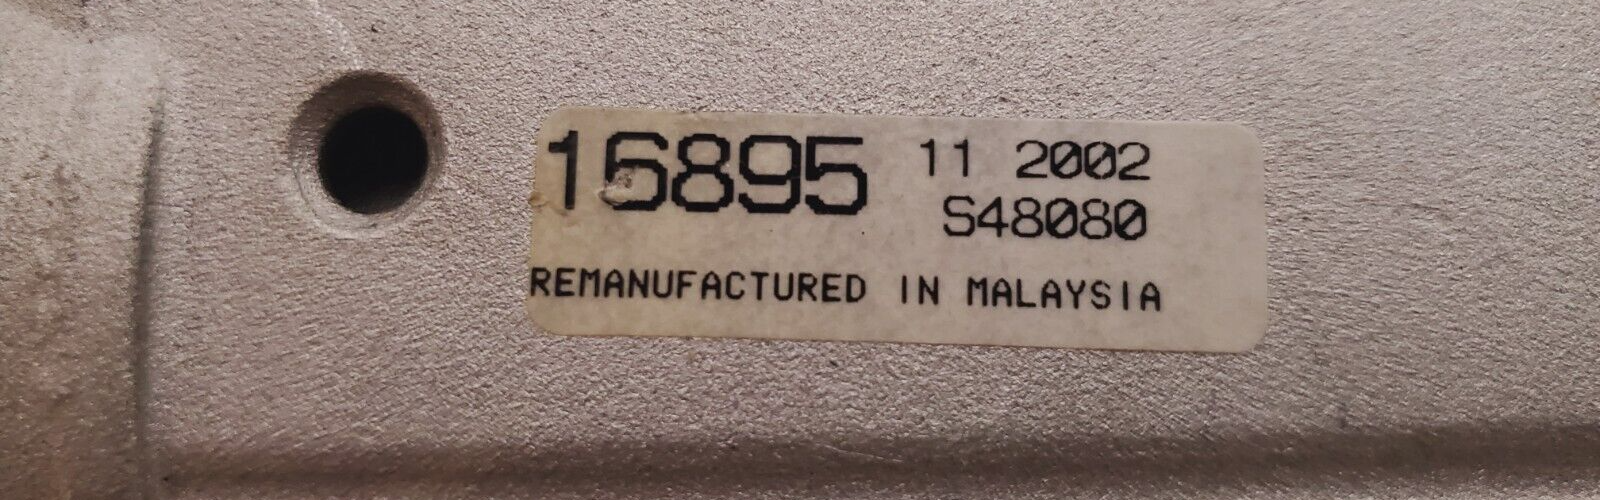 16895 11 2002
S48080
REMANUFACTURED IN MALAYSIA